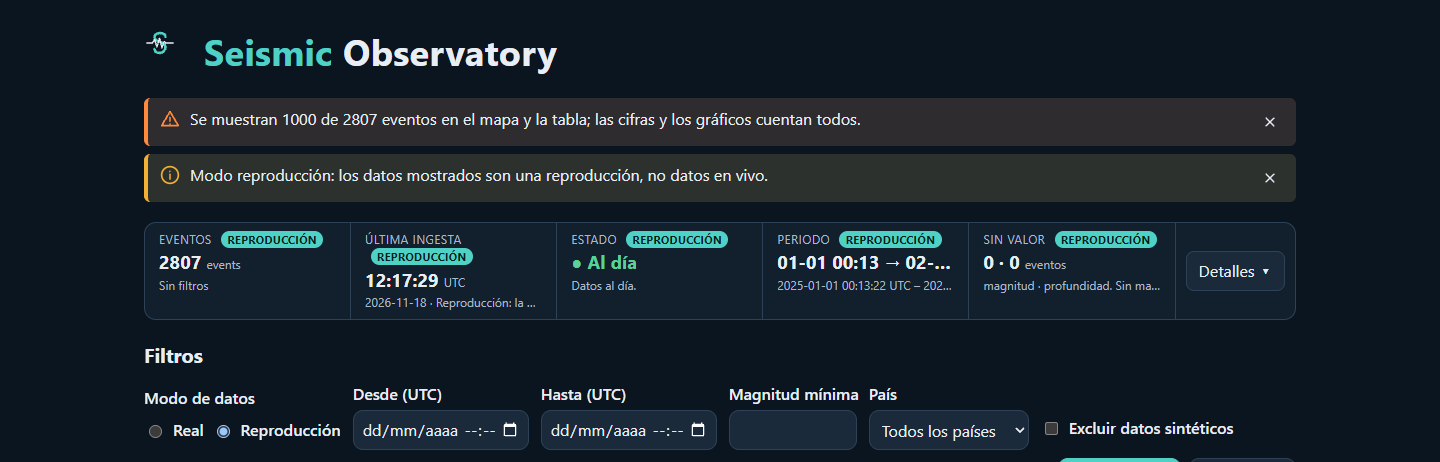 Seismic Observatory
Se muestran 1000 de 2807 eventos en el mapa y la tabla; las cifras y los gráficos cuentan todos. ×
Modo reproducción: los datos mostrados son una reproducción, no datos en vivo. ×
EVENTOS REPRODUCCIÓN
2807 events
Sin filtros
ÚLTIMA INGESTA
REPRODUCCIÓN
12:17:29 UTC
2026-11-18 · Reproducción: la ...
ESTADO REPRODUCCIÓN
● Al día
Datos al día.
PERIODO REPRODUCCIÓN
01-01 00:13 → 02-...
2025-01-01 00:13:22 UTC – 202...
SIN VALOR REPRODUCCIÓN
0 · 0 eventos
magnitud · profundidad. Sin ma...
Detalles ▼
Filtros
Modo de datos
Real Reproducción
Desde (UTC)
dd/mm/aaaa --:--
Hasta (UTC)
dd/mm/aaaa --:--
Magnitud mínima
País
Todos los países
Excluir datos sintéticos